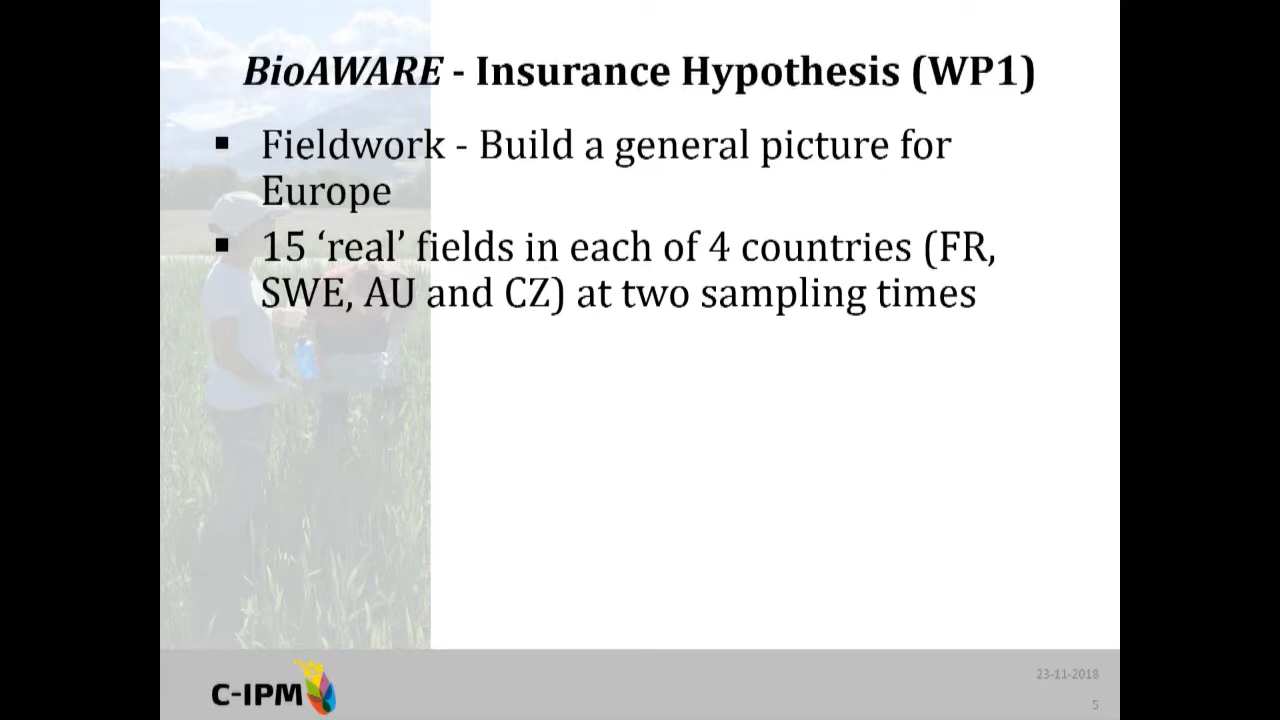 BioAWARE - Insurance Hypothesis (WP1)
▪ Fieldwork - Build a general picture for
Europe
▪ 15 ‘real’ fields in each of 4 countries (FR,
SWE, AU and CZ) at two sampling times
C-IPM
23-11-2018
5